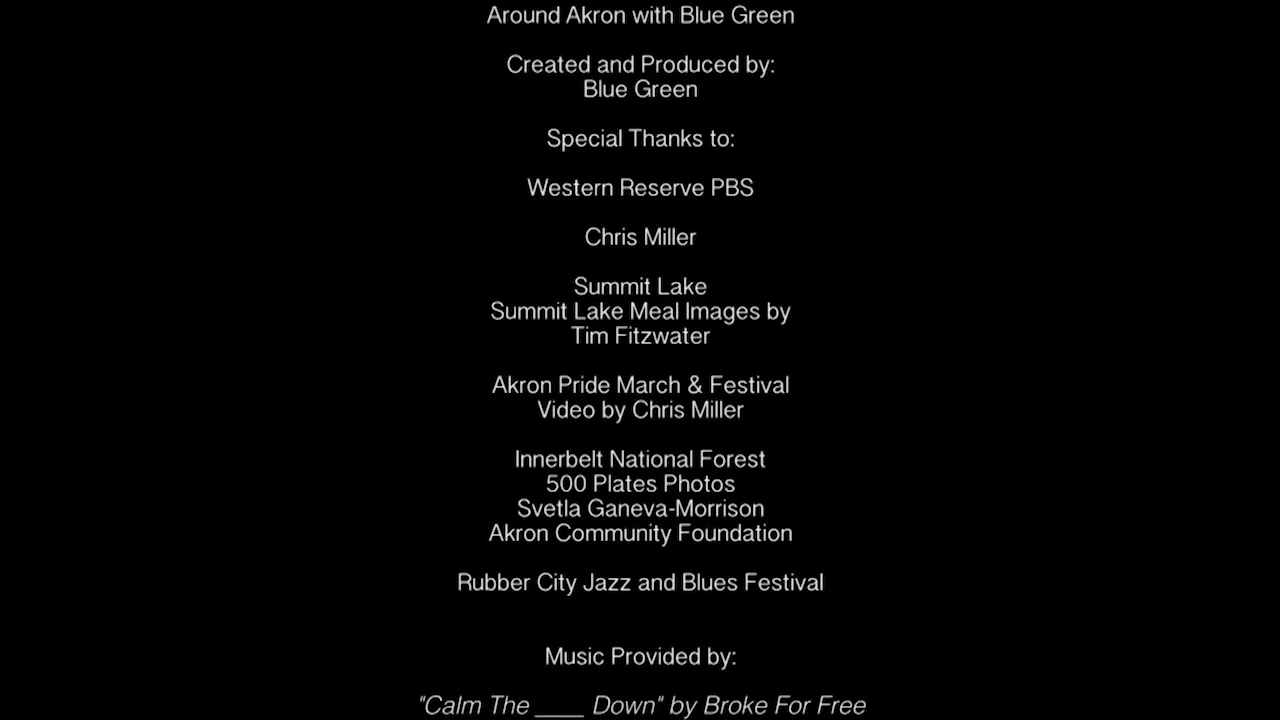 Around Akron with Blue Green
Created and Produced by:
Blue Green
Special Thanks to:
Western Reserve PBS
Chris Miller
Summit Lake
Summit Lake Meal Images by
Tim Fitzwater
Akron Pride March & Festival
Video by Chris Miller
Innerbelt National Forest
500 Plates Photos
Svetla Ganeva-Morrison
Akron Community Foundation
Rubber City Jazz and Blues Festival
Music Provided by:
"Calm The ____ Down" by Broke For Free